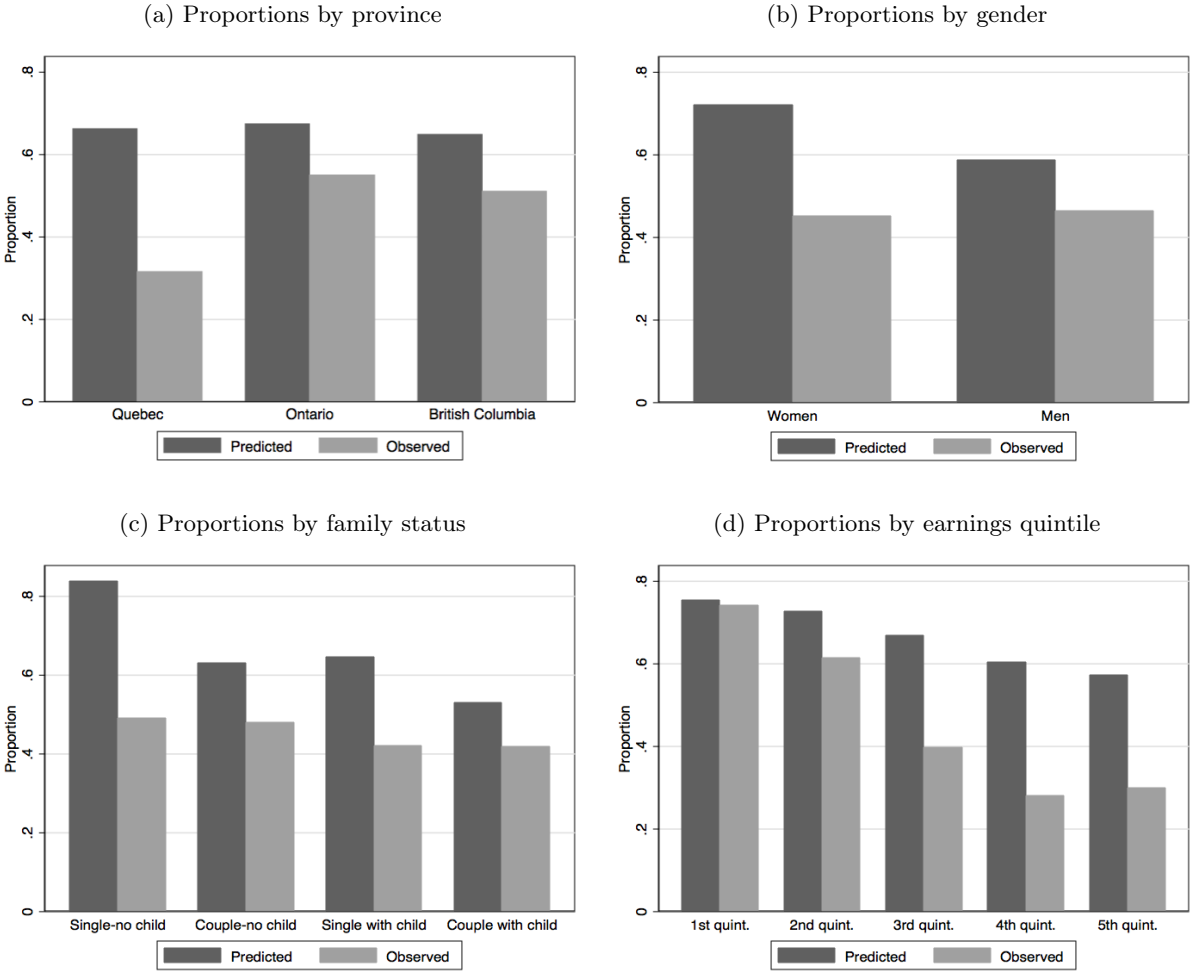 (a) Proportions by province
Proportion
0 .2 .4 .6 .8
Quebec Ontario British Columbia
Predicted Observed
(b) Proportions by gender
Proportion
0 .2 .4 .6 .8
Women Men
Predicted Observed
(c) Proportions by family status
Proportion
0 .2 .4 .6 .8
Single-no child Couple-no child Single with child Couple with child
Predicted Observed
(d) Proportions by earnings quintile
Proportion
0 .2 .4 .6 .8
1st quint. 2nd quint. 3rd quint. 4th quint. 5th quint.
Predicted Observed